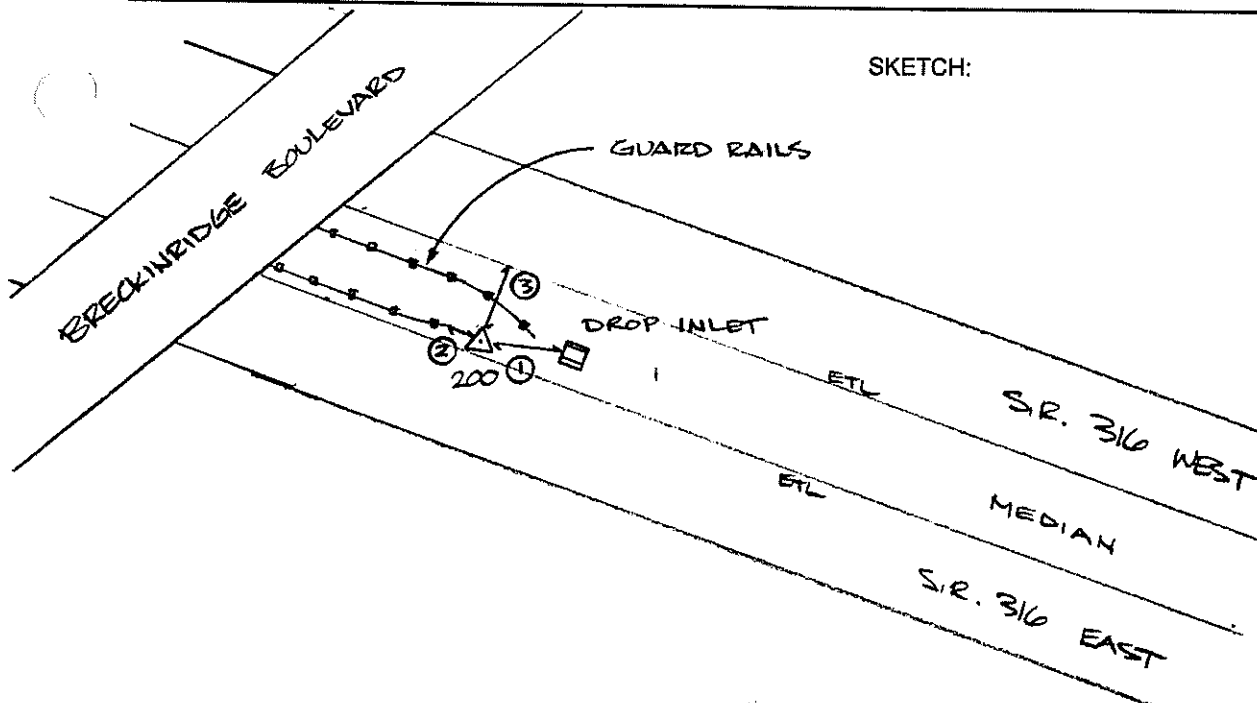 SKETCH:
BRECKINRIDGE BOULEVARD
GUARD RAILS
③
DROP INLET
②
200 ①
ETL
S.R. 316 WEST
ETL
MEDIAN
S.R. 316 EAST